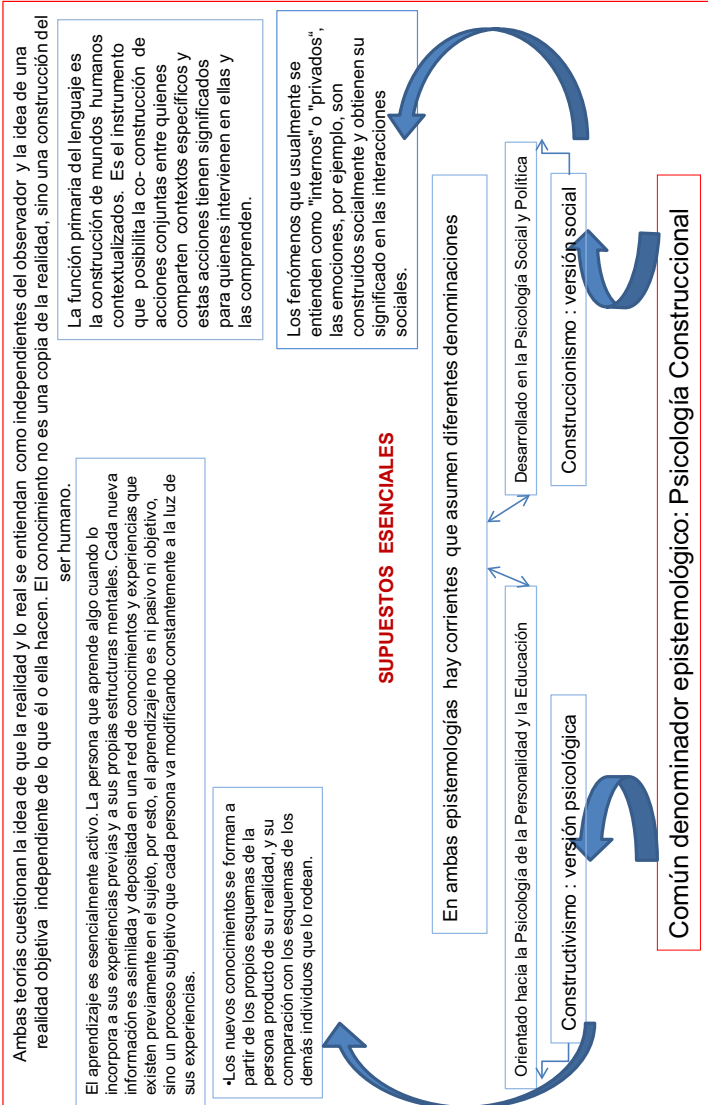 Ambas teorías cuestionan la idea de que la realidad y lo real se entiendan como independientes del observador y la idea de una
realidad objetiva independiente de lo que él o ella hacen. El conocimiento no es una copia de la realidad, sino una construcción del
ser humano.
El aprendizaje es esencialmente activo. La persona que aprende algo cuando lo
incorpora a sus experiencias previas y a sus propias estructuras mentales. Cada nueva
información es asimilada y depositada en una red de conocimientos y experiencias que
existen previamente en el sujeto, por esto, el aprendizaje no es ni pasivo ni objetivo,
sino un proceso subjetivo que cada persona va modificando constantemente a la luz de
sus experiencias.
La función primaria del lenguaje es
la construcción de mundos humanos
contextualizados. Es el instrumento
que posibilita la co- construcción de
acciones conjuntas entre quienes
comparten contextos específicos y
estas acciones tienen significados
para quienes intervienen en ellas y
las comprenden.
•Los nuevos conocimientos se forman a
partir de los propios esquemas de la
persona producto de su realidad, y su
comparación con los esquemas de los
demás individuos que lo rodean.
Los fenómenos que usualmente se
entienden como "internos" o "privados",
las emociones, por ejemplo, son
construidos socialmente y obtienen su
significado en las interacciones
sociales.
SUPUESTOS ESENCIALES
En ambas epistemologías hay corrientes que asumen diferentes denominaciones
Orientado hacia la Psicología de la Personalidad y la Educación
Desarrollado en la Psicología Social y Política
Constructivismo : versión psicológica
Construccionismo : versión social
Común denominador epistemológico: Psicología Construccional